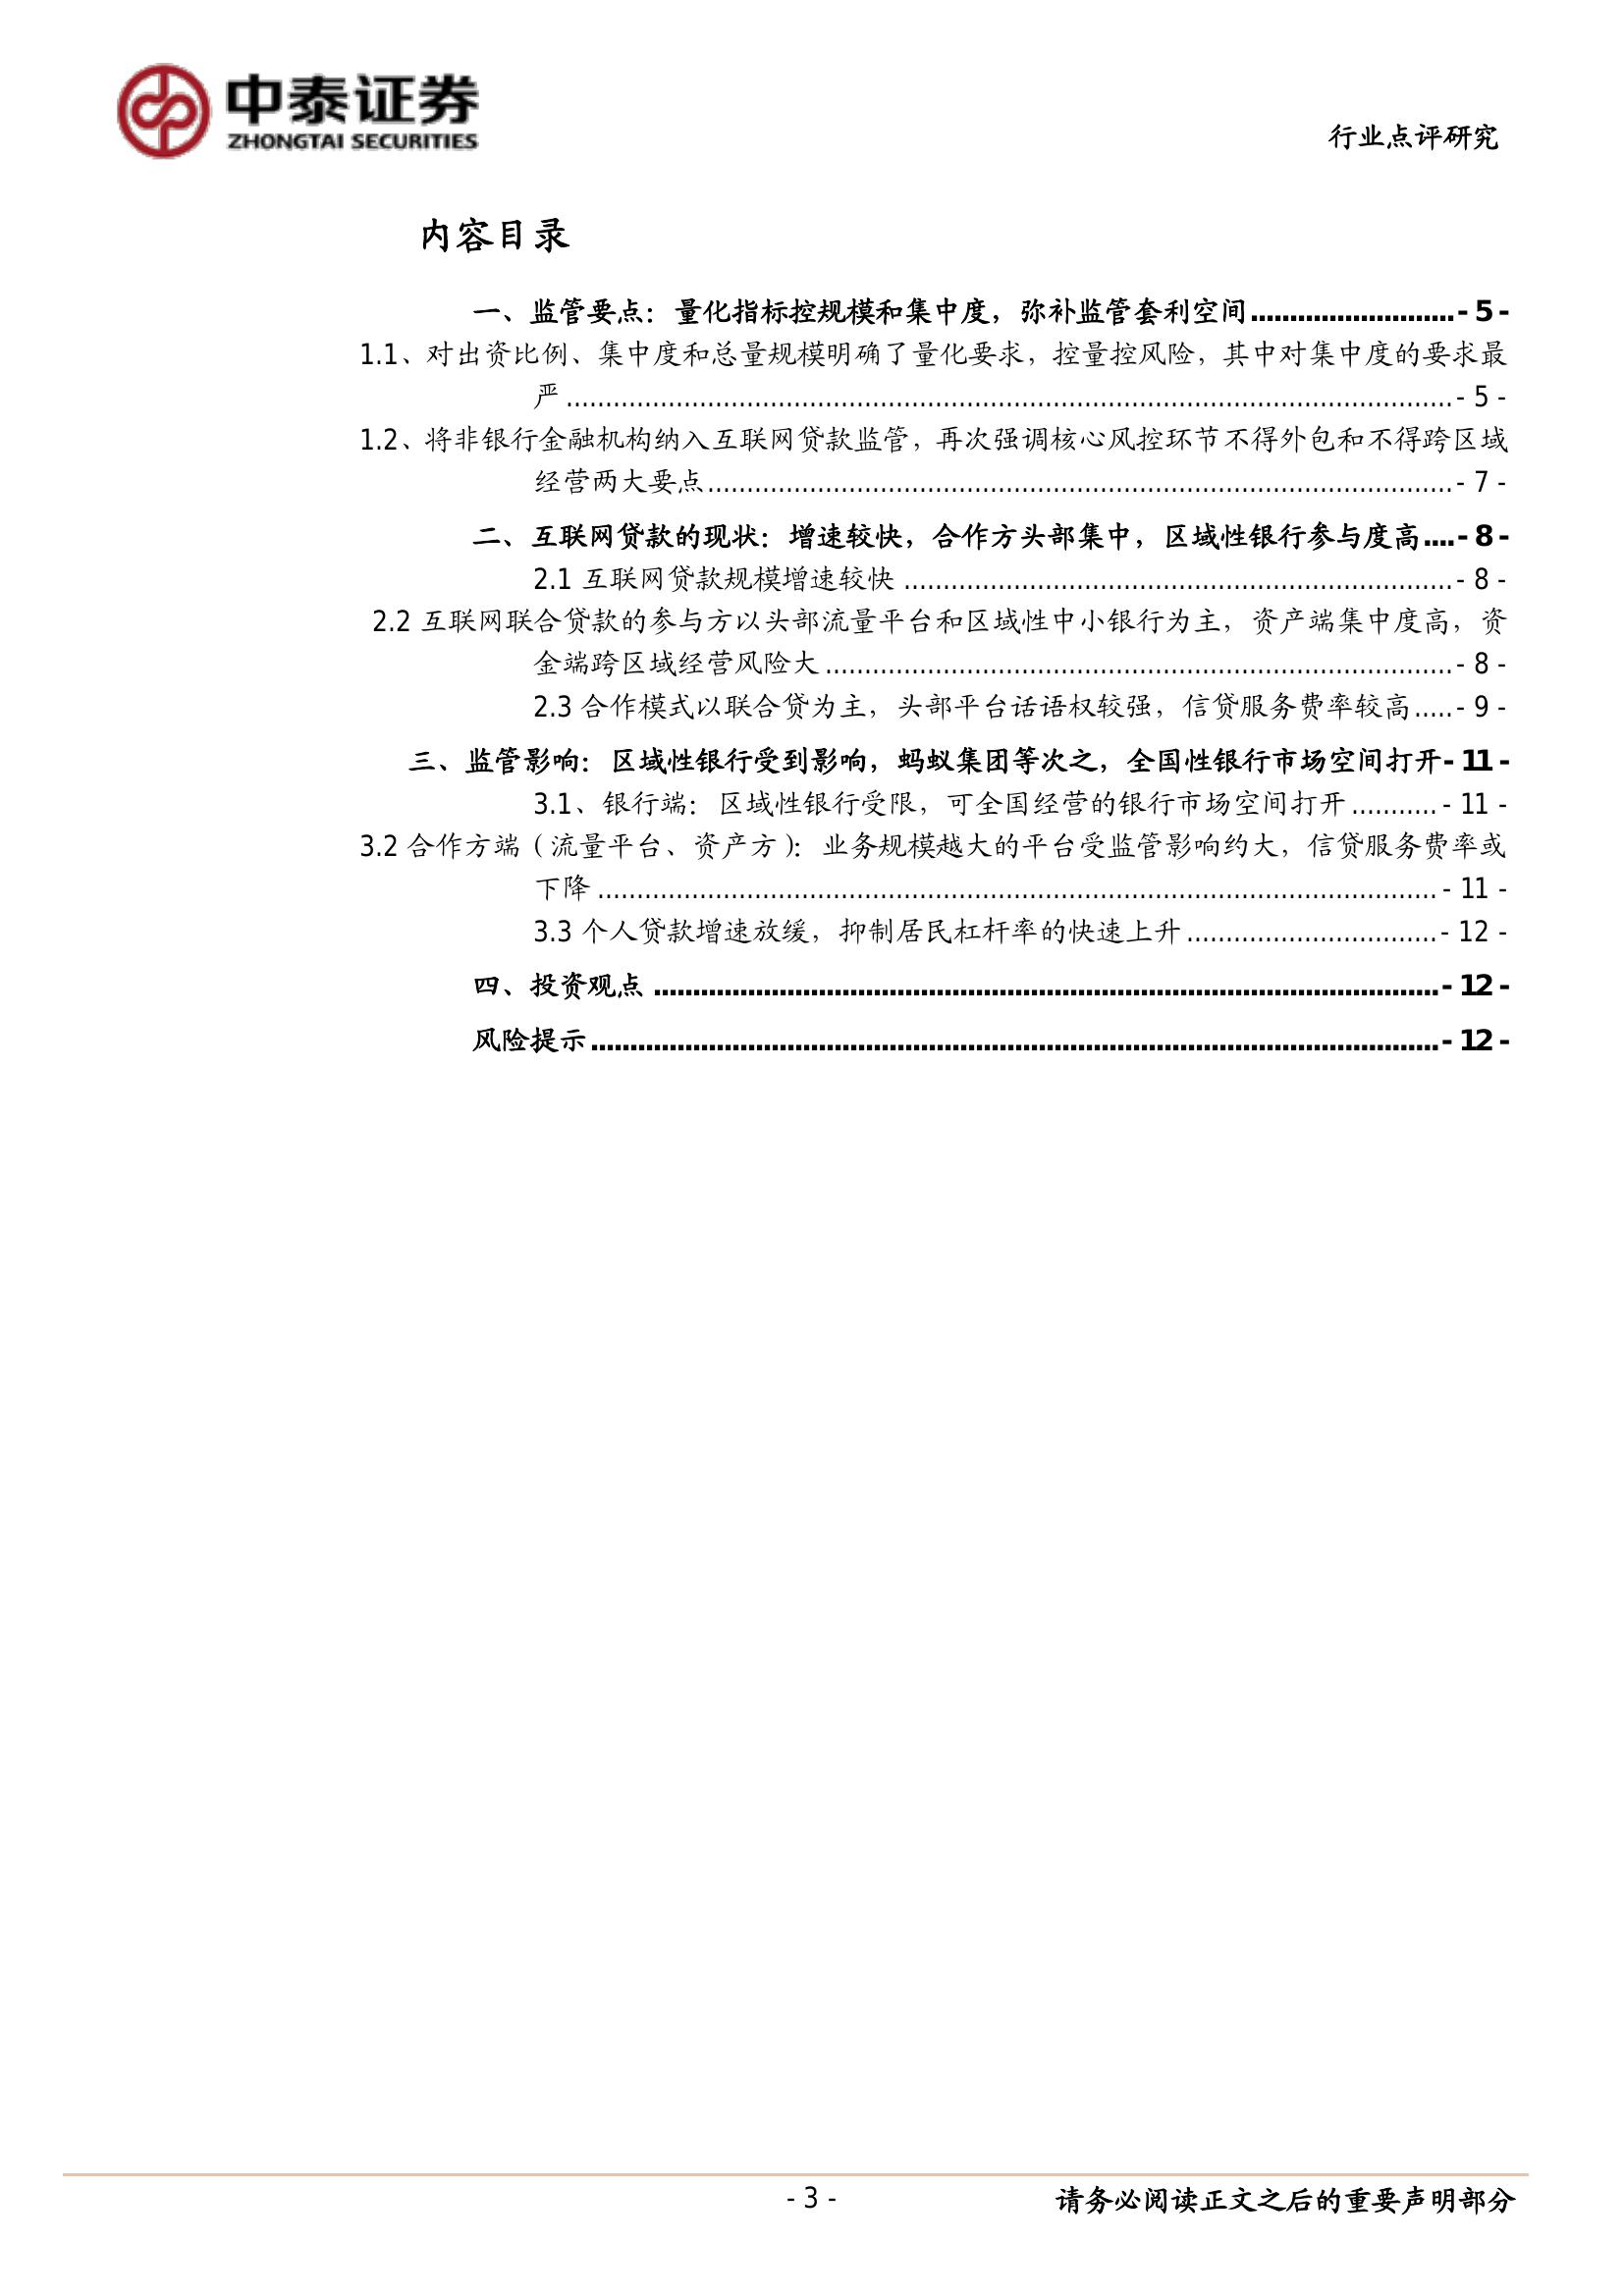 中泰证券
ZHONGTAI SECURITIES
行业点评研究
内容目录
一、监管要点：量化指标控规模和集中度，弥补监管套利空间..........................- 5 -
1.1、对出资比例、集中度和总量规模明确了量化要求，控量控风险，其中对集中度的要求最
严.................................................................................................................- 5 -
1.2、将非银行金融机构纳入互联网贷款监管，再次强调核心风控环节不得外包和不得跨区域
经营两大要点...............................................................................................- 7 -
二、互联网贷款的现状：增速较快，合作方头部集中，区域性银行参与度高....- 8 -
2.1 互联网贷款规模增速较快......................................................................- 8 -
2.2 互联网联合贷款的参与方以头部流量平台和区域性中小银行为主，资产端集中度高，资
金端跨区域经营风险大................................................................................- 8 -
2.3 合作模式以联合贷为主，头部平台话语权较强，信贷服务费率较高.....- 9 -
三、监管影响：区域性银行受到影响，蚂蚁集团等次之，全国性银行市场空间打开- 11 -
3.1、银行端：区域性银行受限，可全国经营的银行市场空间打开...........- 11 -
3.2 合作方端（流量平台、资产方）：业务规模越大的平台受监管影响约大，信贷服务费率或
下降...........................................................................................................- 11 -
3.3 个人贷款增速放缓，抑制居民杠杆率的快速上升................................- 12 -
四、投资观点....................................................................................................- 12 -
风险提示............................................................................................................- 12 -
- 3 -
请务必阅读正文之后的重要声明部分